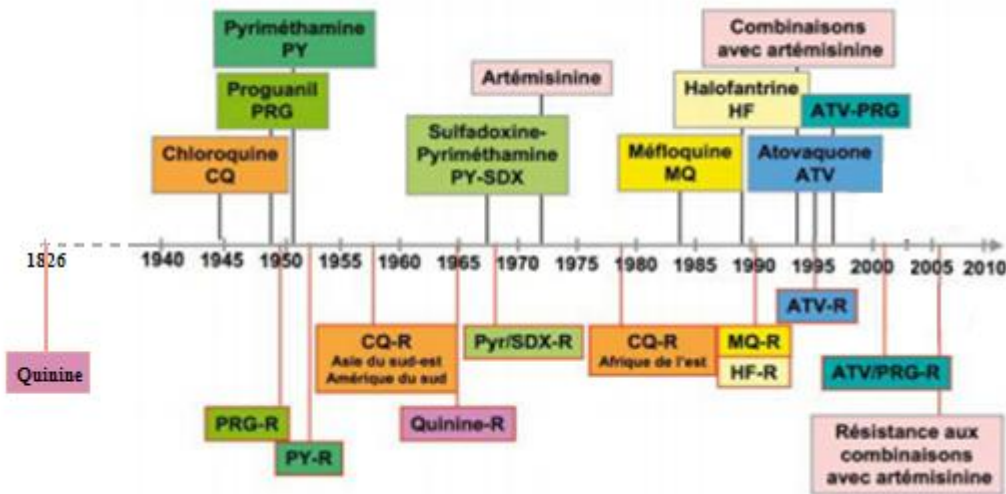 Pyriméthamine
PY
Combinaisons
avec artémisinine
Proguanil
PRG
Artémisinine
Halofantrine
HF
ATV-PRG
Chloroquine
CQ
Sulfadoxine-
Pyriméthamine
PY-SDX
Méfloquine
MQ
Atovaquone
ATV
1826 1940 1945 1950 1955 1960 1965 1970 1975 1980 1985 1990 1995 2000 2005 2010
Quinine
ATV-R
CQ-R
Asie du sud-est
Amérique du sud
Pyr/SDX-R
CQ-R
Afrique de l'est
MQ-R
HF-R
ATV/PRG-R
PRG-R
Quinine-R
PY-R
Résistance aux
combinaisons
avec artémisinine